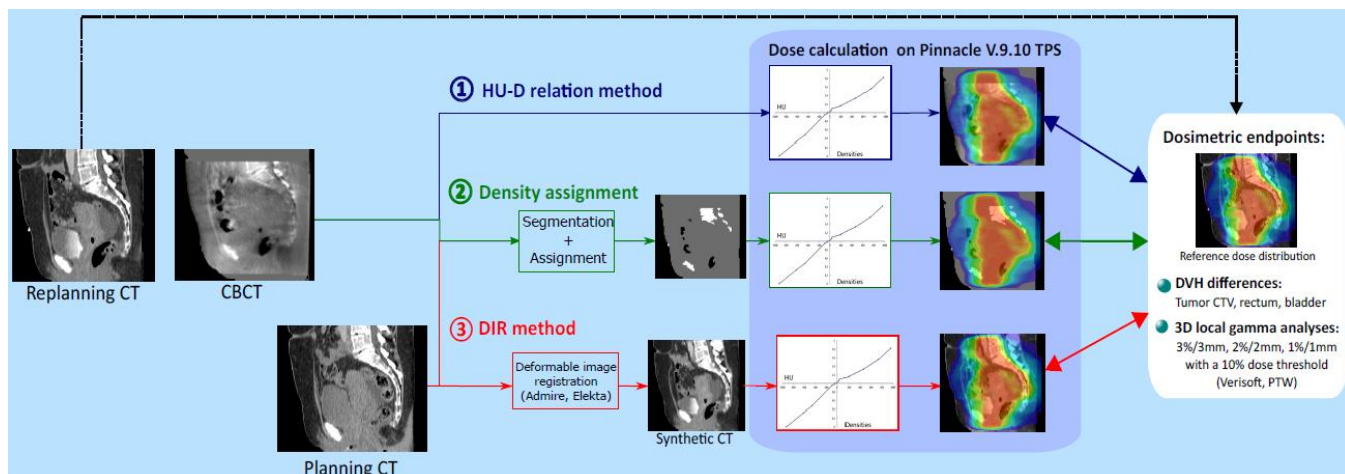 Dose calculation on Pinnacle V.9.10 TPS
① HU-D relation method
HU
Densities
② Density assignment
Segmentation
+
Assignment
HU
Densities
③ DIR method
Deformable image
registration
(Admire, Elekta)
Synthetic CT
HU
Densities
Replanning CT
CBCT
Planning CT
Dosimetric endpoints:
Reference dose distribution
DVH differences:
Tumor CTV, rectum, bladder
3D local gamma analyses:
3%/3mm, 2%/2mm, 1%/1mm
with a 10% dose threshold
(Verisoft, PTW)